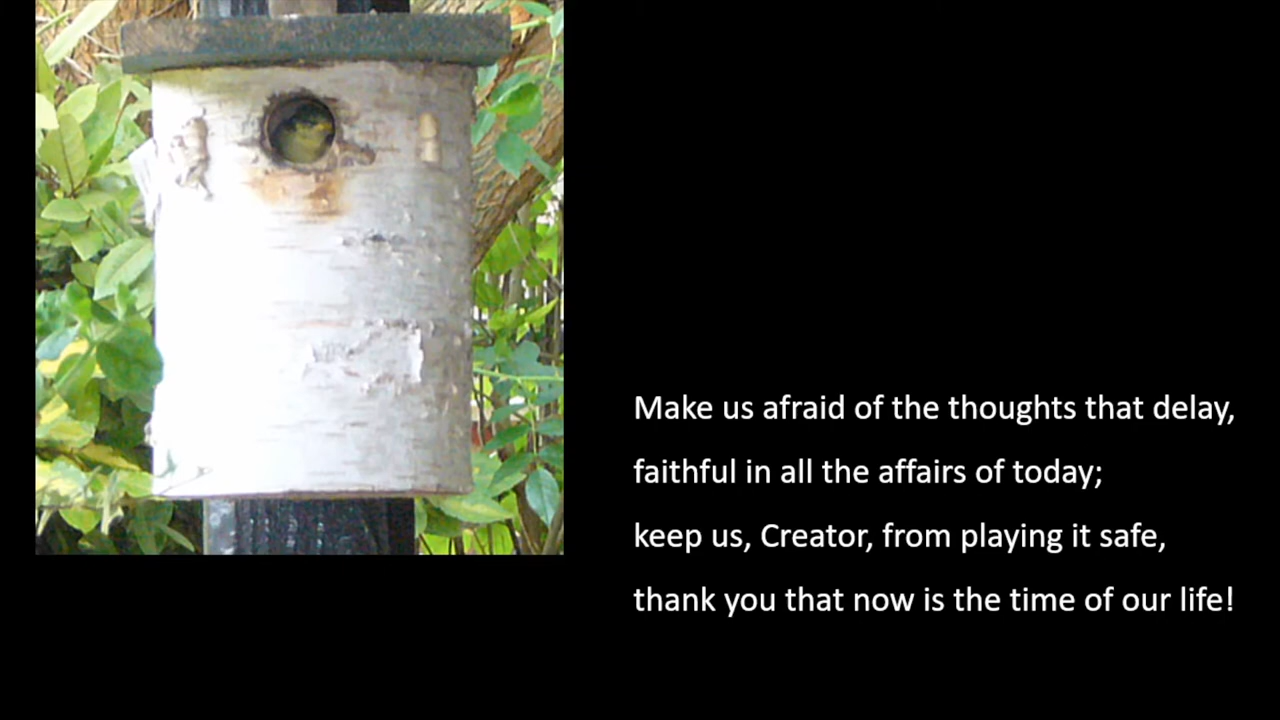 Make us afraid of the thoughts that delay,
faithful in all the affairs of today;
keep us, Creator, from playing it safe,
thank you that now is the time of our life!